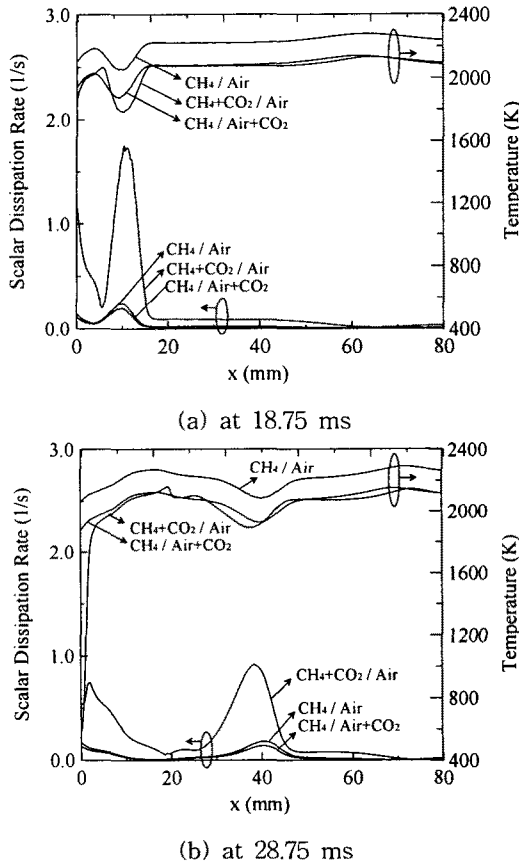 3.0
2.0
1.0
0.0
Scalar Dissipation Rate (1/s)
2400
2000
1600
1200
800
400
Temperature (K)
CH₄ / Air
CH₄+CO₂ / Air
CH₄ / Air+CO₂
CH₄ / Air
CH₄+CO₂ / Air
CH₄ / Air+CO₂
0 20 40 60 80
x (mm)
(a) at 18.75 ms
3.0
2.0
1.0
0.0
Scalar Dissipation Rate (1/s)
2400
2000
1600
1200
800
400
Temperature (K)
CH₄ / Air
CH₄+CO₂ / Air
CH₄ / Air+CO₂
CH₄+CO₂ / Air
CH₄ / Air
CH₄ / Air+CO₂
0 20 40 60 80
x (mm)
(b) at 28.75 ms